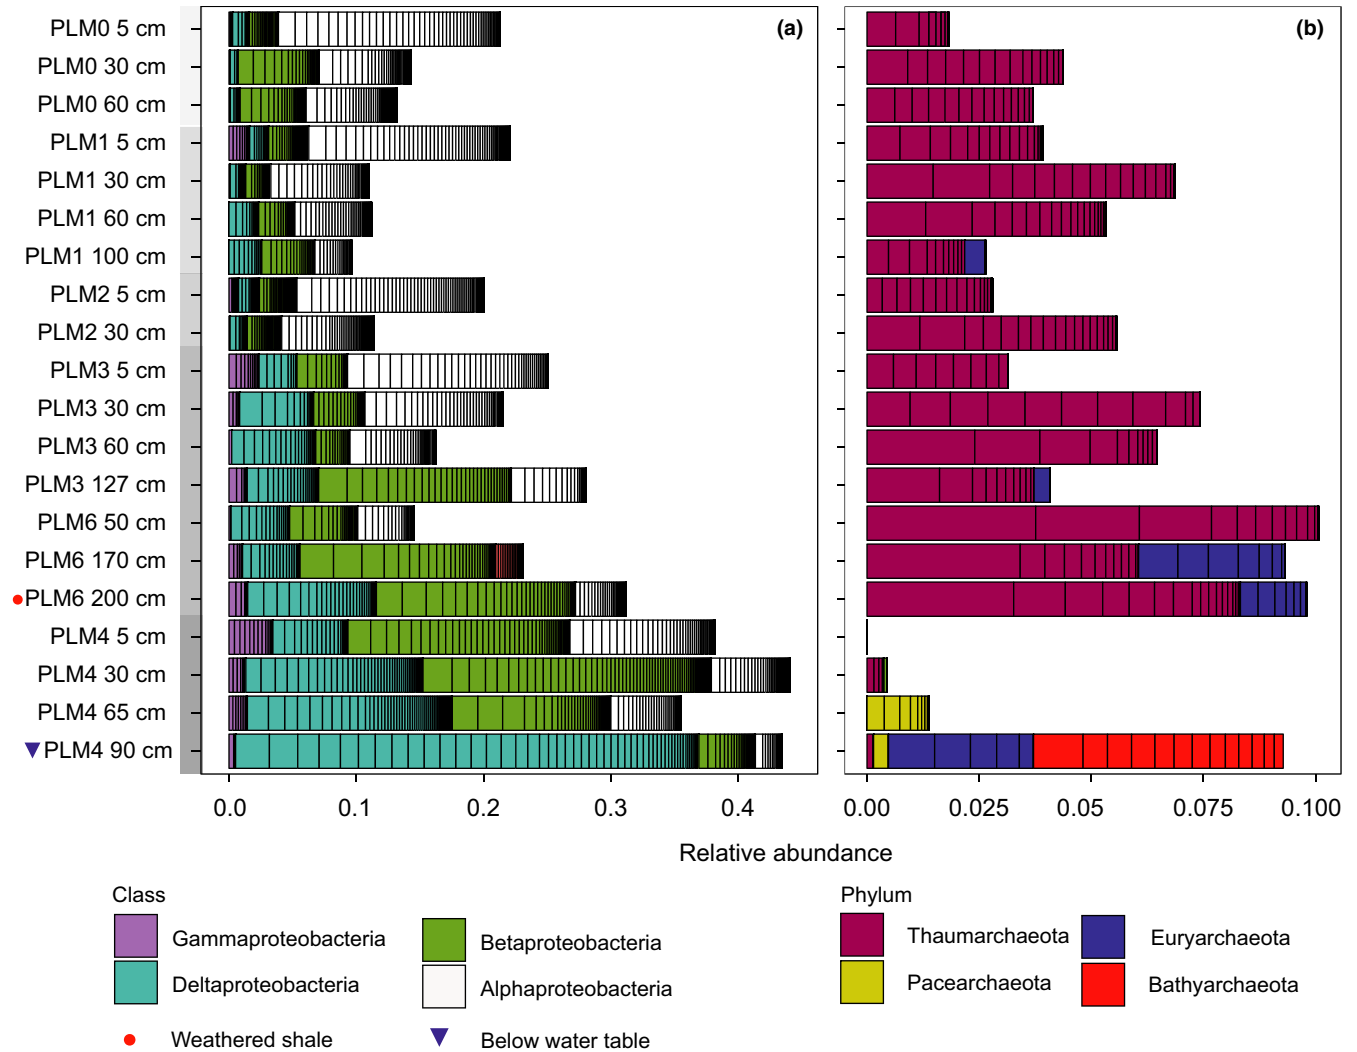 (a)
(b)
PLM0 5 cm
PLM0 30 cm
PLM0 60 cm
PLM1 5 cm
PLM1 30 cm
PLM1 60 cm
PLM1 100 cm
PLM2 5 cm
PLM2 30 cm
PLM3 5 cm
PLM3 30 cm
PLM3 60 cm
PLM3 127 cm
PLM6 50 cm
PLM6 170 cm
PLM6 200 cm
PLM4 5 cm
PLM4 30 cm
PLM4 65 cm
PLM4 90 cm
0.0 0.1 0.2 0.3 0.4
0.00 0.025 0.075 0.075 0.100
Relative abundance
Class
Gammaproteobacteria
Betaproteobacteria
Deltaproteobacteria
Alphaproteobacteria
Weathered shale
Below water table
Phylum
Thaumarchaeota
Euryarchaeota
Pacearchaeota
Bathyarchaeota